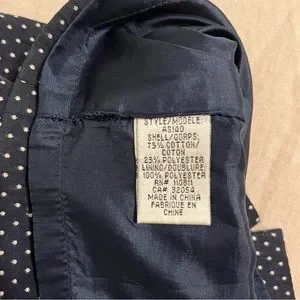 STYLE/MODELE:
AS100
SHELL/CORPS:
75% COTTON/
COTON
25% POLYESTER
LINING/DOUBLURE:
100% POLYESTER
RN# 110811
CA# 32054
MADE IN CHINA
FABRIQUE EN
CHINE